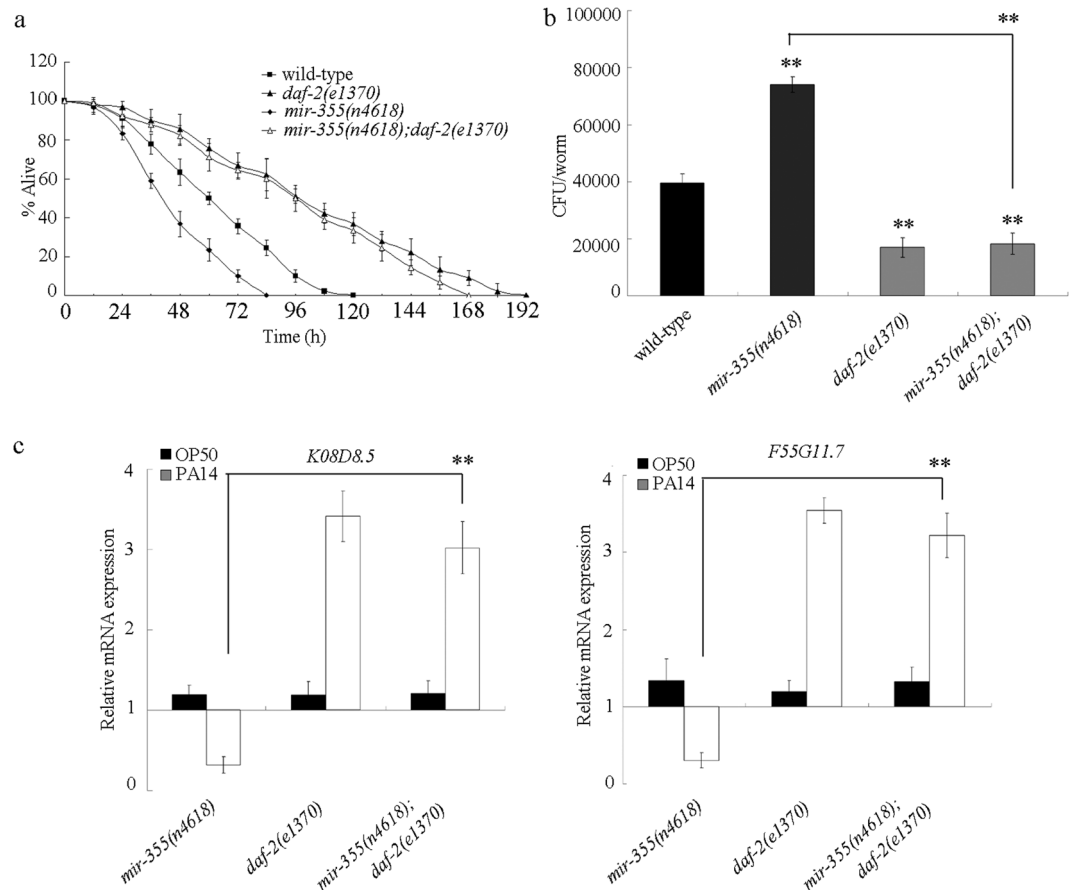 a
120
100
80
60
40
20
0
% Alive
0 24 48 72 96 120 144 168 192
Time (h)
wild-type
daf-2(e1370)
mir-355(n4618)
mir-355(n4618);daf-2(e1370)
b
100000
80000
60000
40000
20000
0
CFU/worm
**
**
**
**
wild-type
mir-355(n4618)
daf-2(e1370)
mir-355(n4618);
daf-2(e1370)
c
OP50
PA14
K08D8.5
**
4
3
2
1
0
Relative mRNA expression
mir-355(n4618)
daf-2(e1370)
mir-355(n4618);
daf-2(e1370)
OP50
PA14
F55G11.7
**
4
3
2
1
0
Relative mRNA expression
mir-355(n4618)
daf-2(e1370)
mir-355(n4618);
daf-2(e1370)